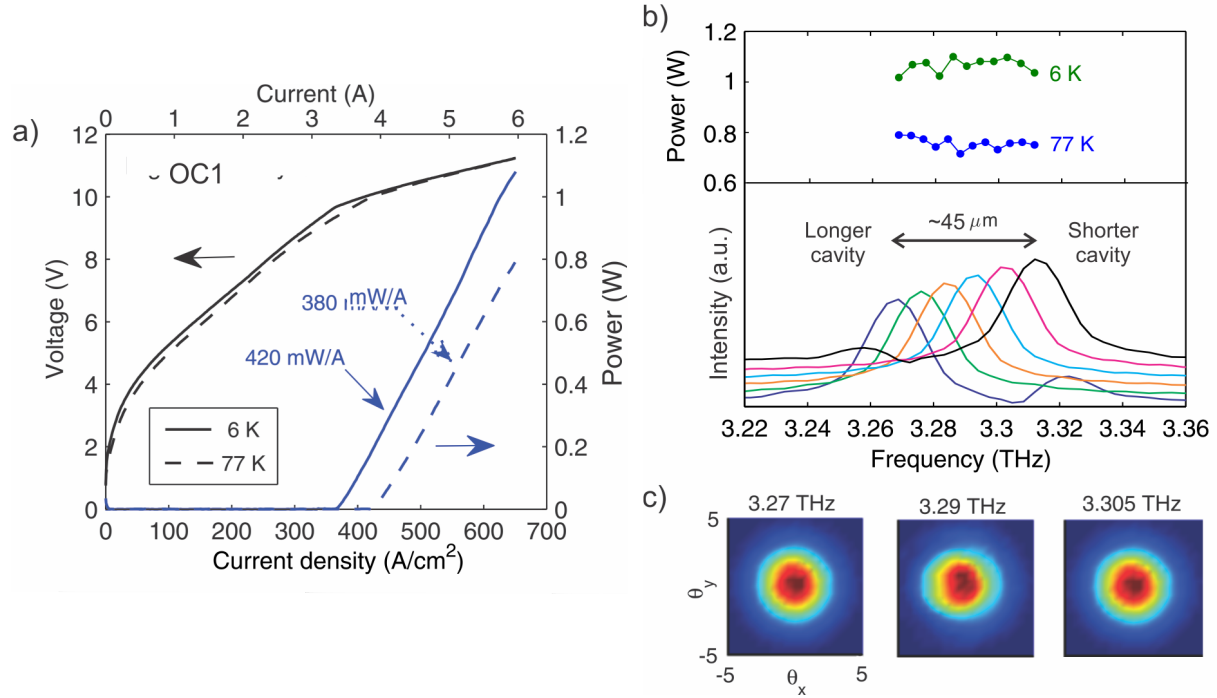 a)
Current (A)
0 1 2 3 4 5 6
Voltage (V)
12
10
8
6
4
2
0
OC1
380 mW/A
420 mW/A
6 K
77 K
1.2
1
0.8
0.6
0.4
0.2
0
Power (W)
0 100 200 300 400 500 600 700
Current density (A/cm²)
b)
Power (W)
1.2
1
0.8
0.6
6 K
77 K
Intensity (a.u.)
Longer
cavity
~45 μm
Shorter
cavity
3.22 3.24 3.26 3.28 3.3 3.32 3.34 3.36
Frequency (THz)
c)
3.27 THz 3.29 THz 3.305 THz
5
θy
-5
-5 5
θx